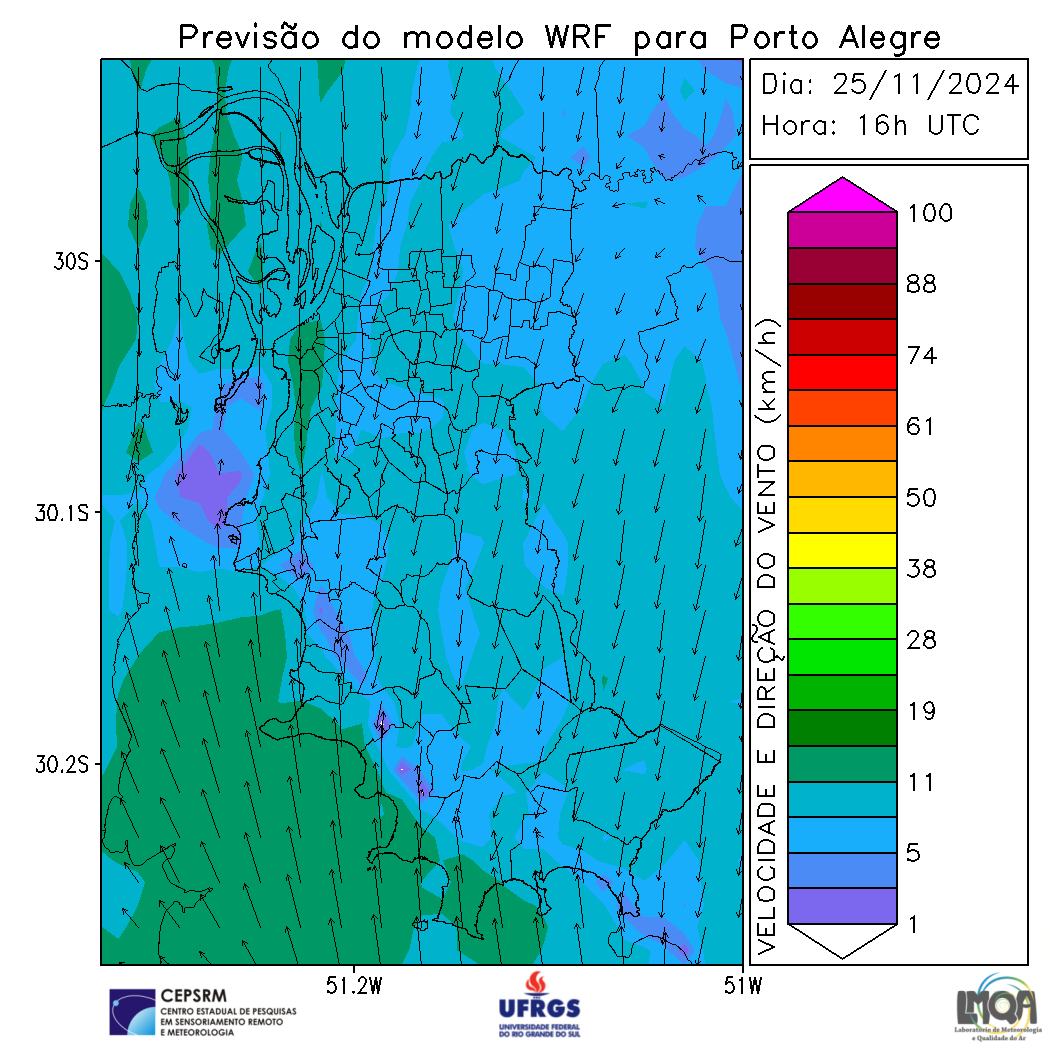 Previsão do modelo WRF para Porto Alegre
Dia: 25/11/2024
Hora: 16h UTC
100
88
74
61
50
38
28
19
11
5
1
VELOCIDADE E DIREÇÃO DO VENTO (km/h)
30S
30.1S
30.2S
51.2W
51W
CEPSRM
CENTRO ESTADUAL DE PESQUISAS
EM SENSORIAMENTO REMOTO
E METEOROLOGIA
UFRGS
UNIVERSIDADE FEDERAL
DO RIO GRANDE DO SUL
LMQA
Laboratório de Meteorologia
e Qualidade do Ar